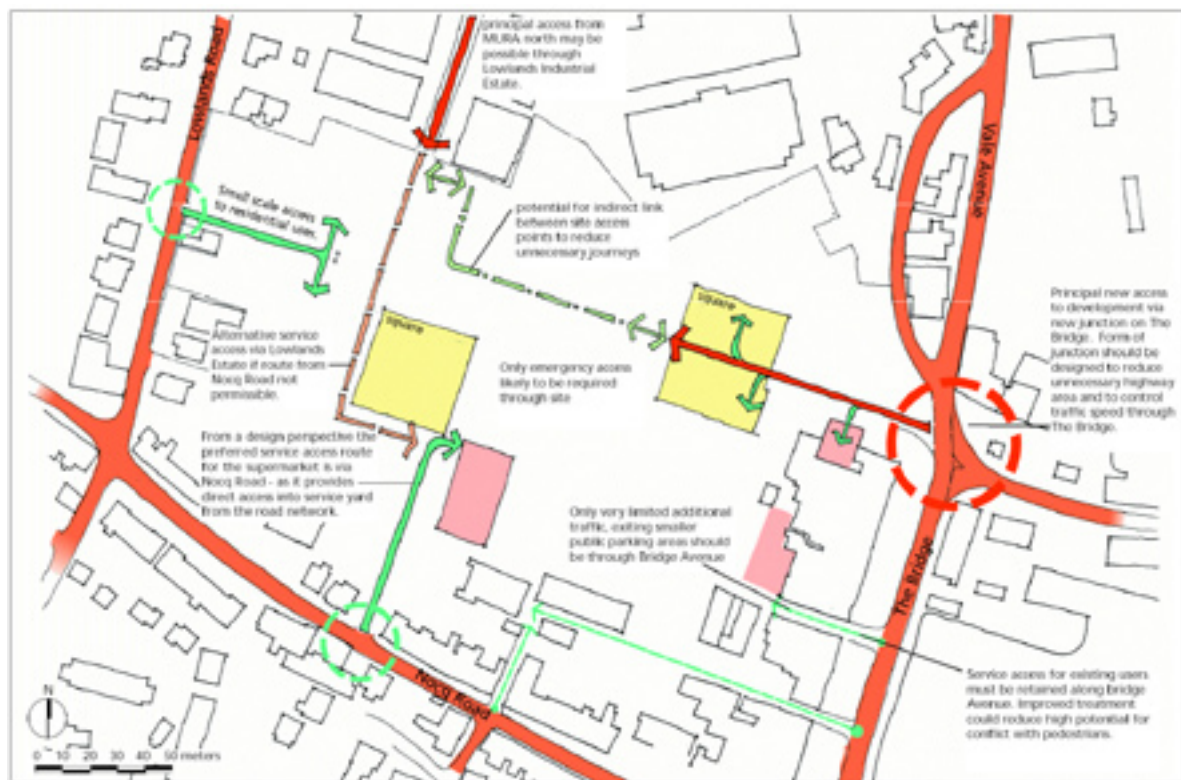 principal access from
MURA north may be
possible through
Lowlands Industrial
Estate.
Lowlands Road
Vale Avenue
Small scale access
to residential uses.
potential for indirect link
between site access
points to reduce
unnecessary journeys
square
square
Principal new access
to development via
new junction on The
Bridge. Form of
junction should be
designed to reduce
unnecessary highway
area and to control
traffic speed through
The Bridge.
Alternative service
access via Lowlands
Estate if route from
Nocq Road not
permissible.
Only emergency access
likely to be required
through site
From a design perspective the
preferred service access route
for the supermarket is via
Nocq Road - as it provides
direct access into service yard
from the road network.
Only very limited additional
traffic, exiting smaller
public parking areas should
be through Bridge Avenue
The Bridge
Nocq Road
Service access for existing users
must be retained along bridge
Avenue. Improved treatment
could reduce high potential for
conflict with pedestrians.
N
0 10 20 30 40 50 meters